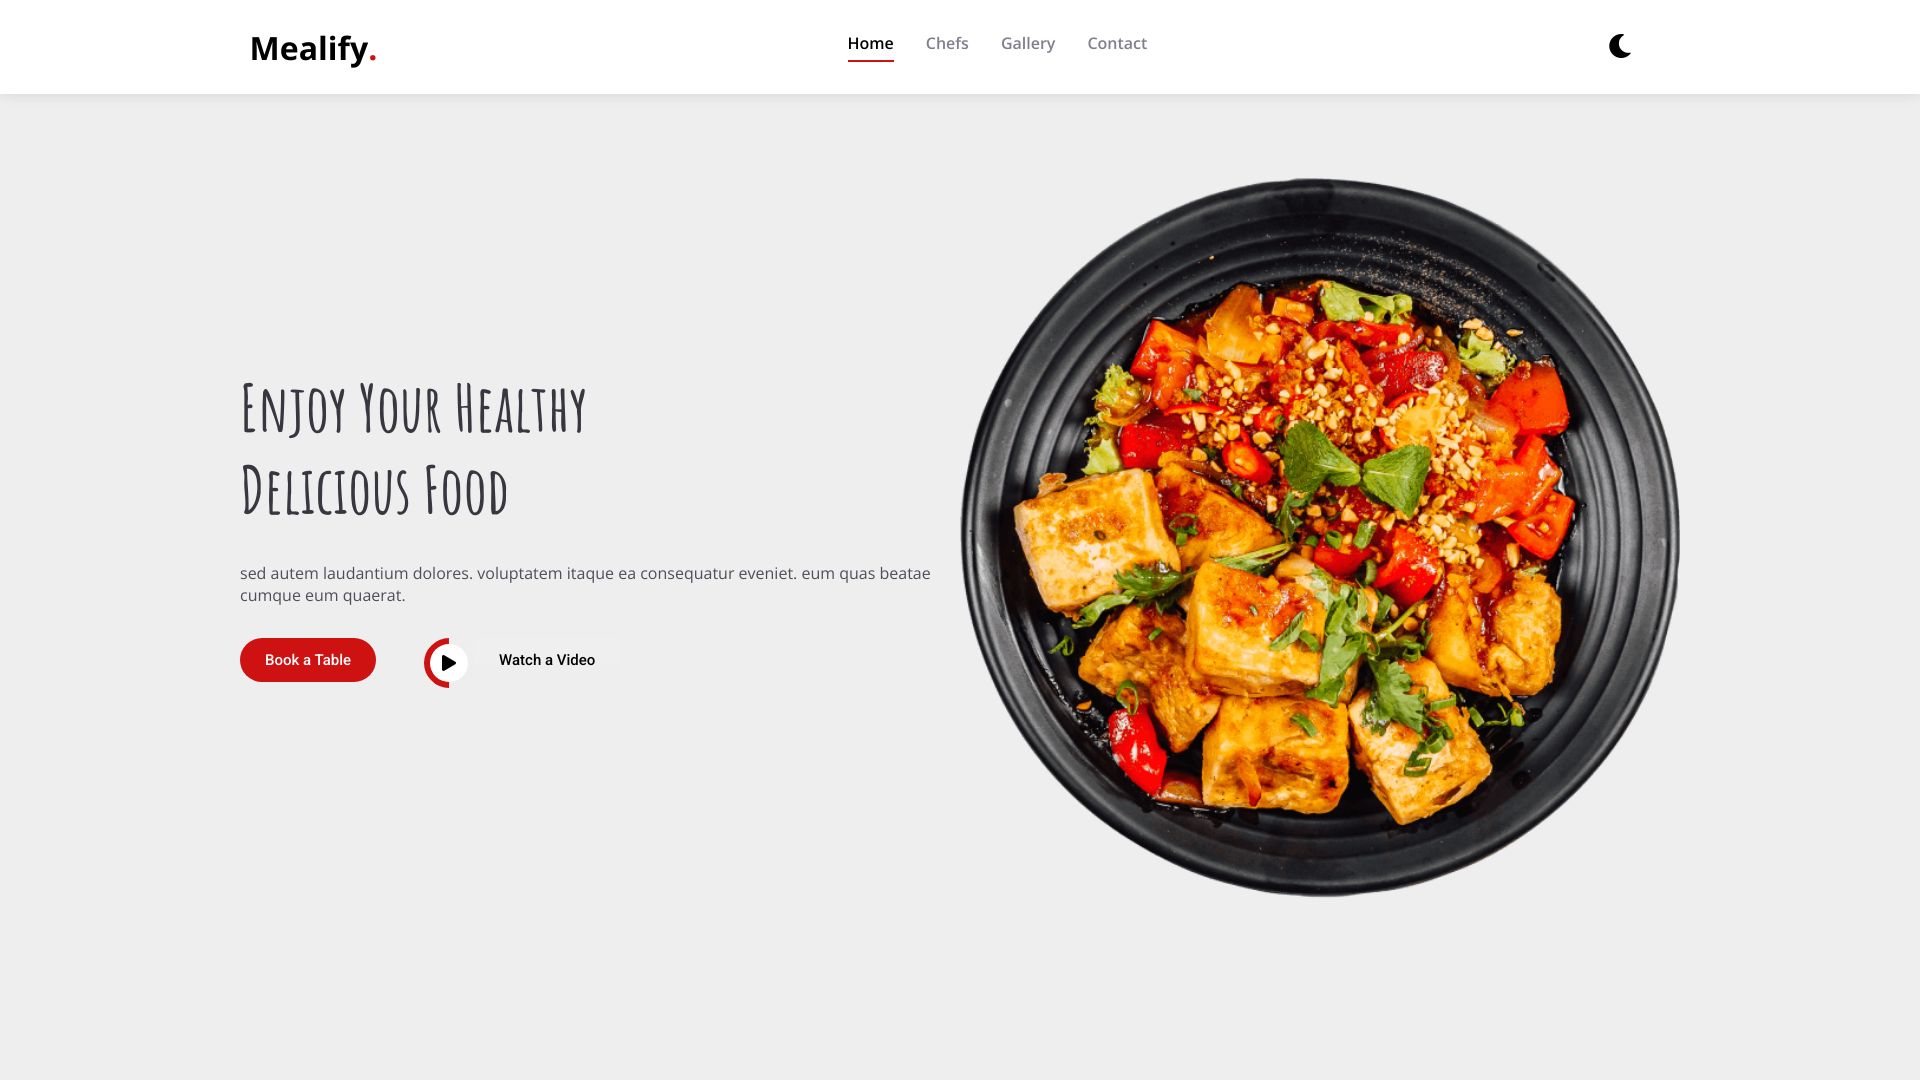 Mealify.
Home
Chefs
Gallery
Contact
Enjoy Your Healthy
Delicious Food
sed autem laudantium dolores. voluptatem itaque ea consequatur eveniet. eum quas beatae
cumque eum quaerat.
Book a Table
Watch a Video